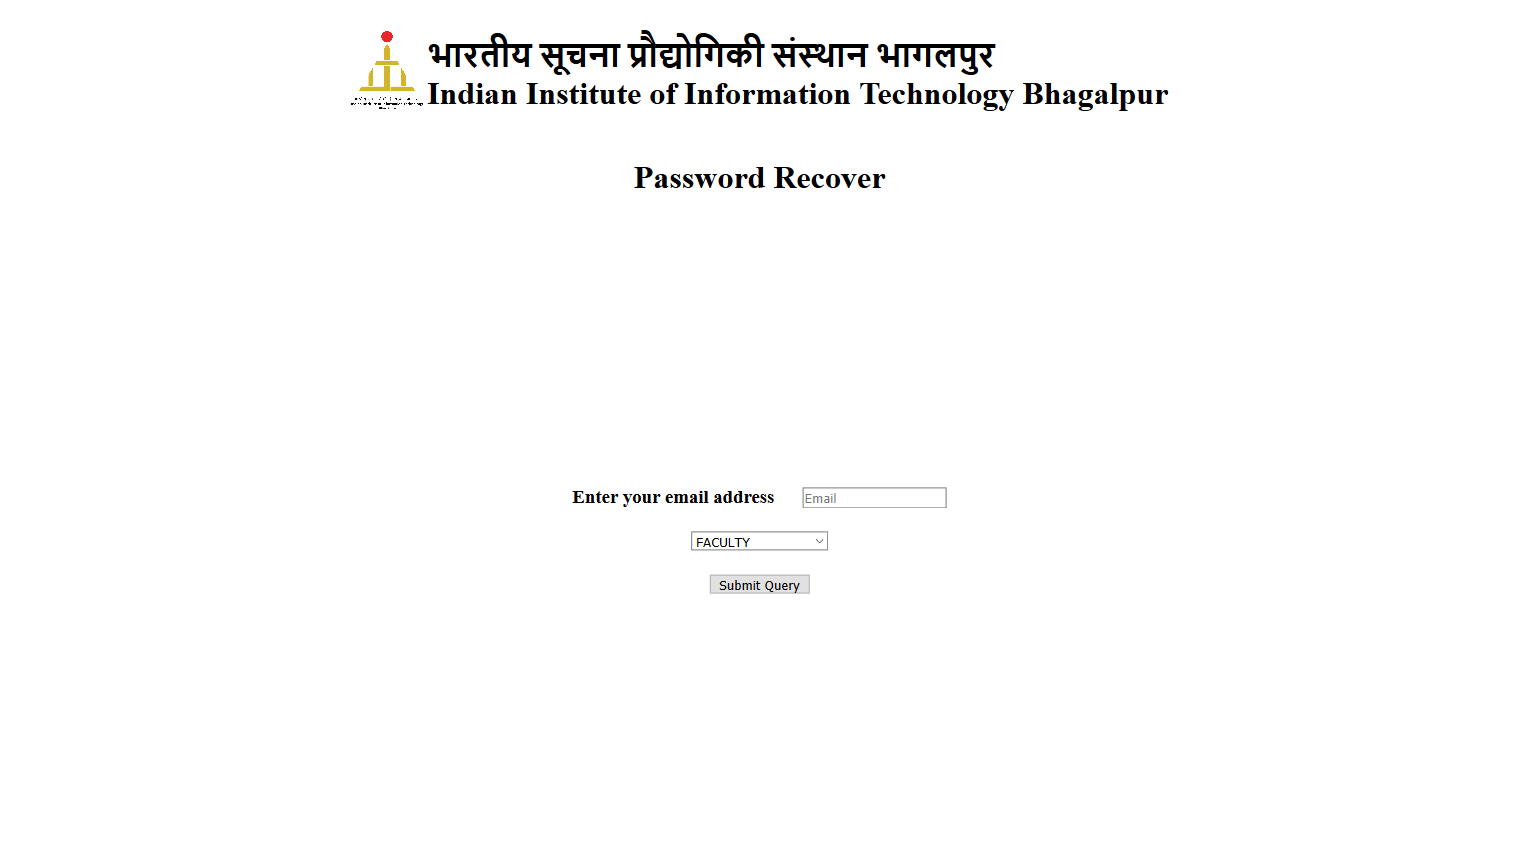 भारतीय सूचना प्रौद्योगिकी संस्थान भागलपुर
Indian Institute of Information Technology Bhagalpur
Password Recover
Enter your email address Email
FACULTY
Submit Query